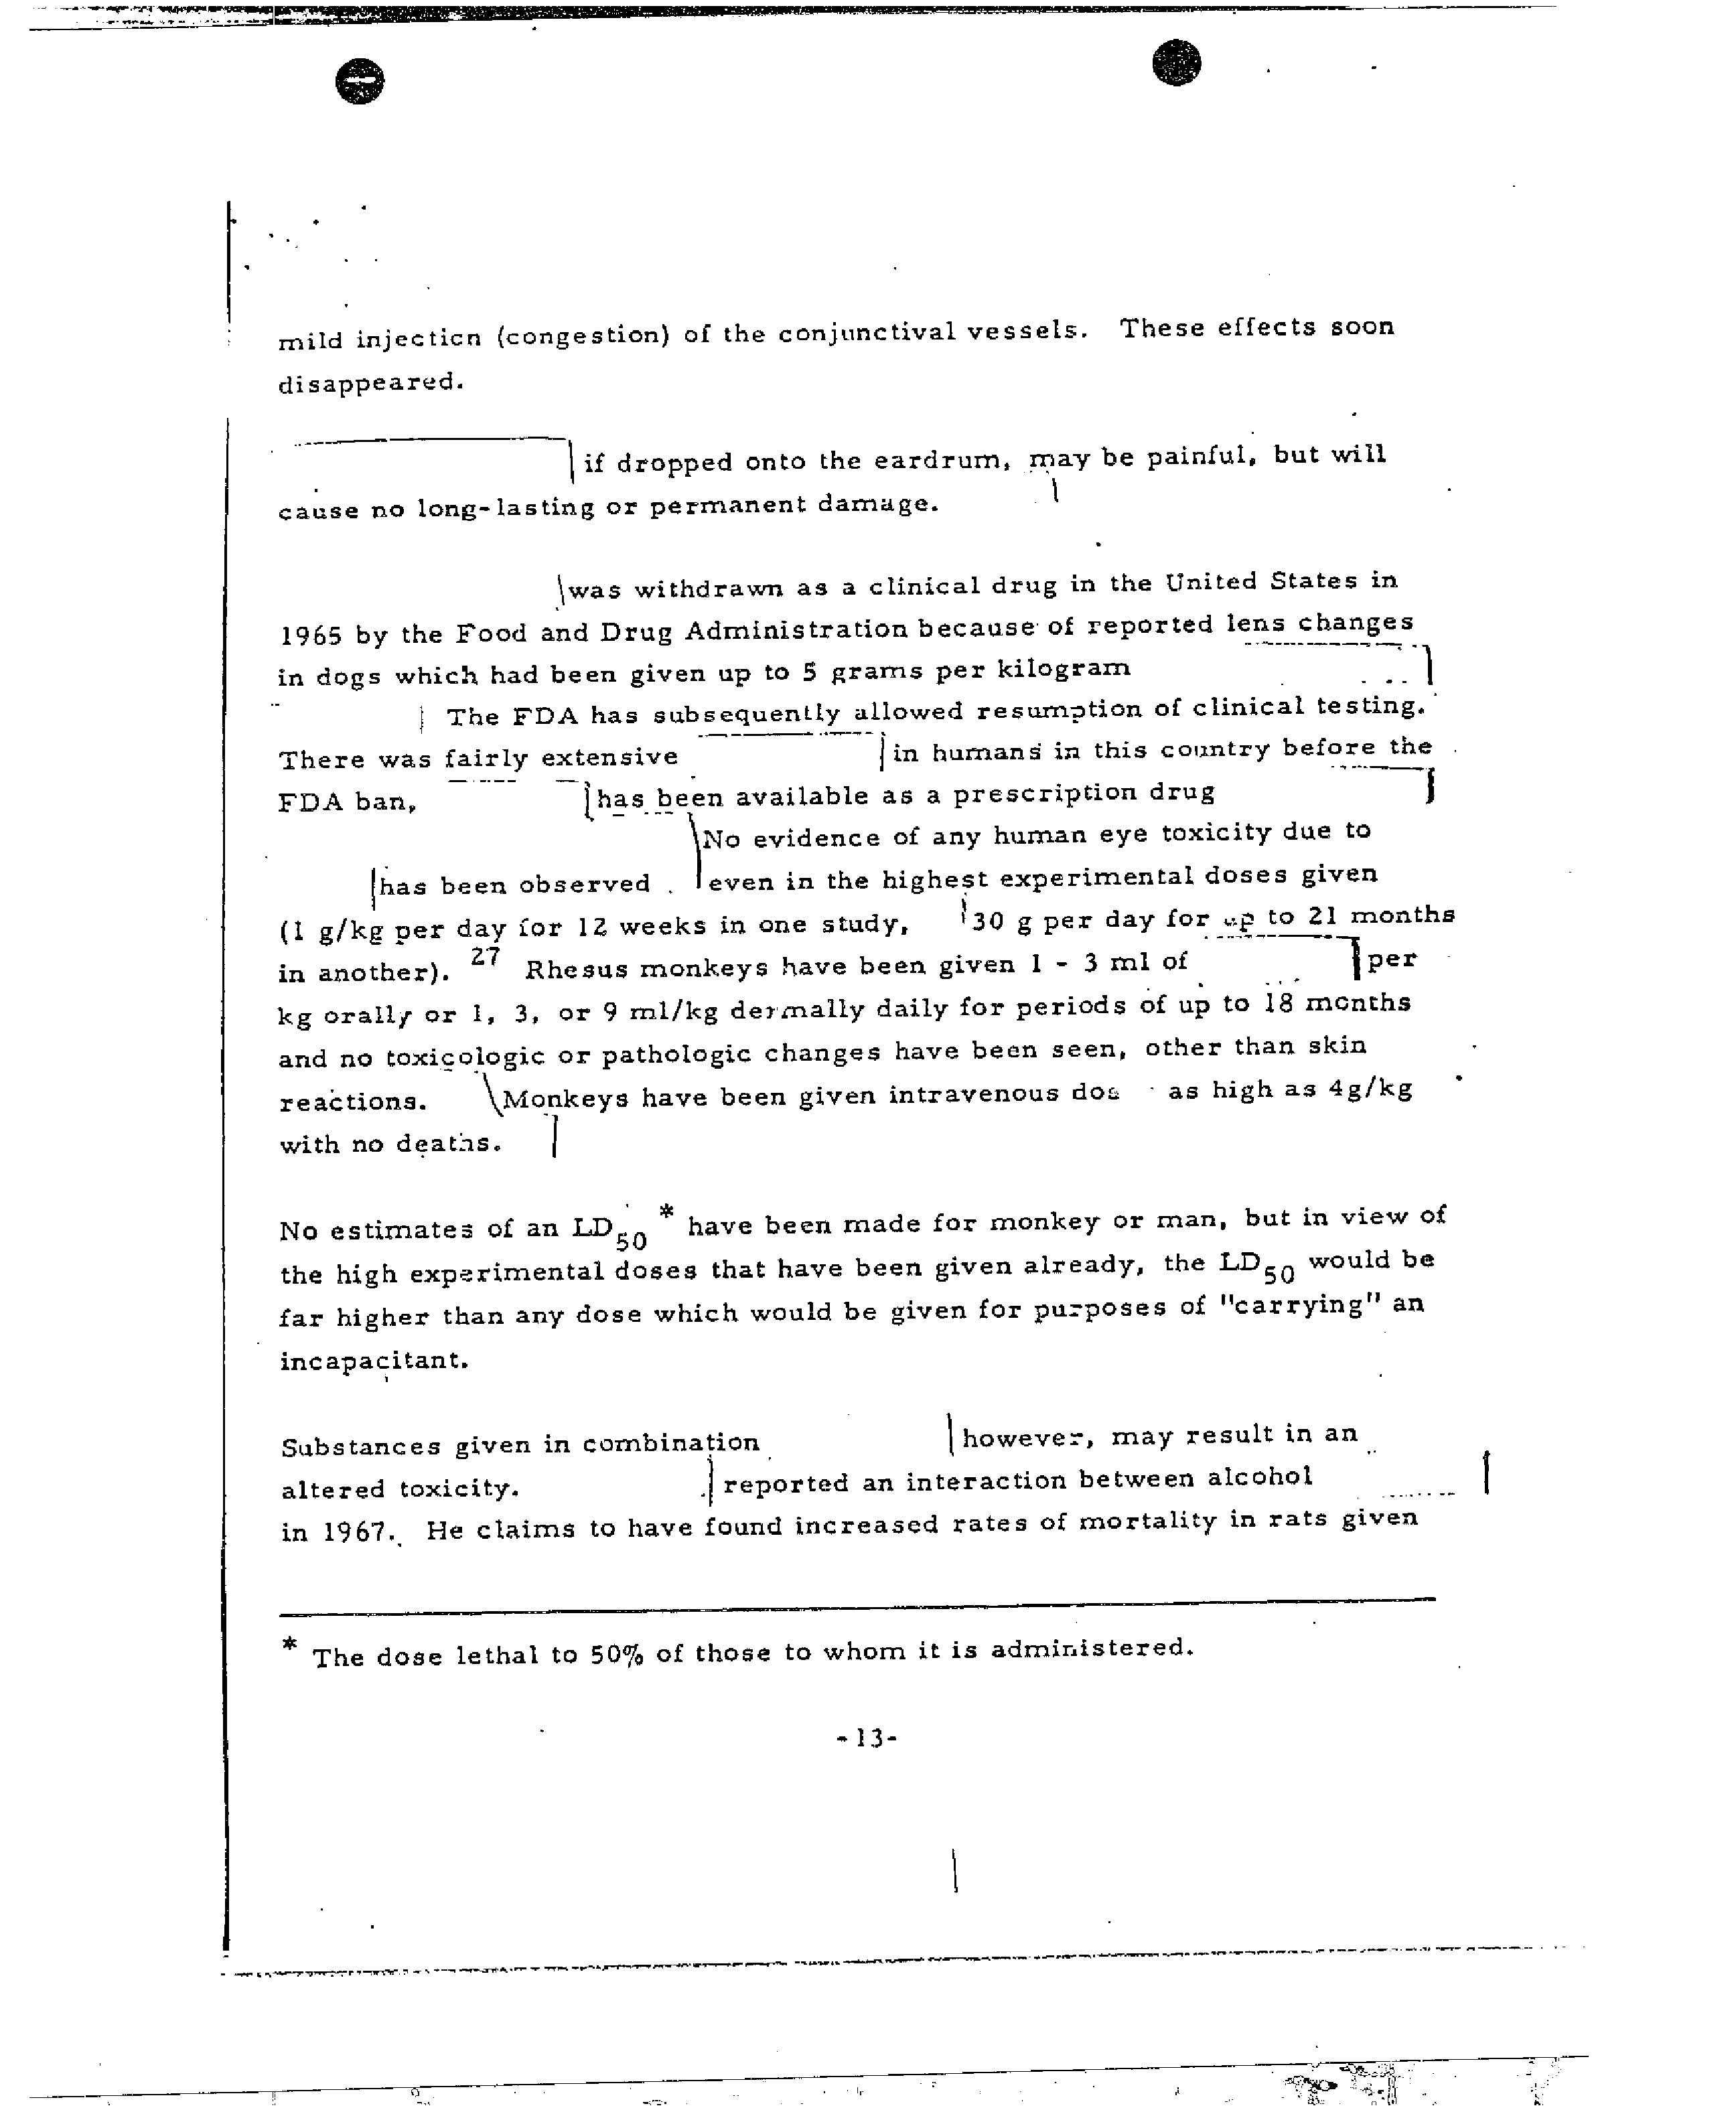 mild injection (congestion) of the conjunctival vessels. These effects soon
disappeared.
if dropped onto the eardrum, may be painful, but will
cause no long-lasting or permanent damage.
was withdrawn as a clinical drug in the United States in
1965 by the Food and Drug Administration because of reported lens changes
in dogs which had been given up to 5 grams per kilogram
The FDA has subsequently allowed resumption of clinical testing.
There was fairly extensive in humans in this country before the
FDA ban, has been available as a prescription drug
No evidence of any human eye toxicity due to
has been observed . even in the highest experimental doses given
(1 g/kg per day for 12 weeks in one study, 30 g per day for up to 21 months
in another). 27 Rhesus monkeys have been given 1 - 3 ml of per
kg orally or 1, 3, or 9 ml/kg dermally daily for periods of up to 18 months
and no toxicologic or pathologic changes have been seen, other than skin
reactions. Monkeys have been given intravenous as high as 4g/kg
with no deaths.
No estimates of an LD50 * have been made for monkey or man, but in view of
the high experimental doses that have been given already, the LD50 would be
far higher than any dose which would be given for purposes of "carrying" an
incapacitant.
Substances given in combination however, may result in an
altered toxicity. reported an interaction between alcohol
in 1967. He claims to have found increased rates of mortality in rats given
* The dose lethal to 50% of those to whom it is administered.
-13-